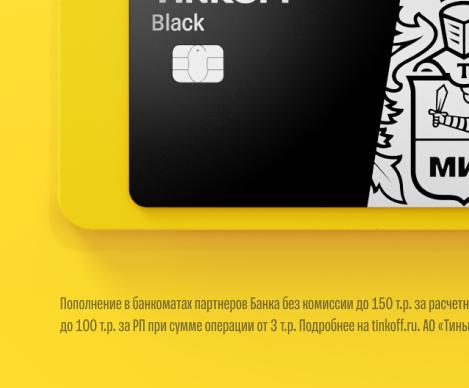 Black
Т
МИ
Пополнение в банкоматах партнеров Банка без комиссии до 150 т.р. за расчетн
до 100 т.р. за РП при сумме операции от 3 т.р. Подробнее на tinkoff.ru. АО «Тинь